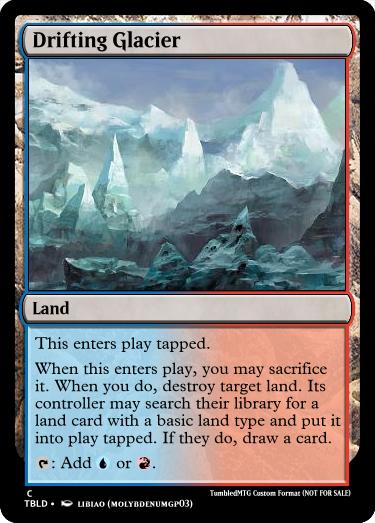 Drifting Glacier
Land
This enters play tapped.
When this enters play, you may sacrifice
it. When you do, destroy target land. Its
controller may search their library for a
land card with a basic land type and put it
into play tapped. If they do, draw a card.
: Add or .
C
TBLD • LIBIAO (MOLYBDENUMGP03)
TumbledMTG Custom Format (NOT FOR SALE)